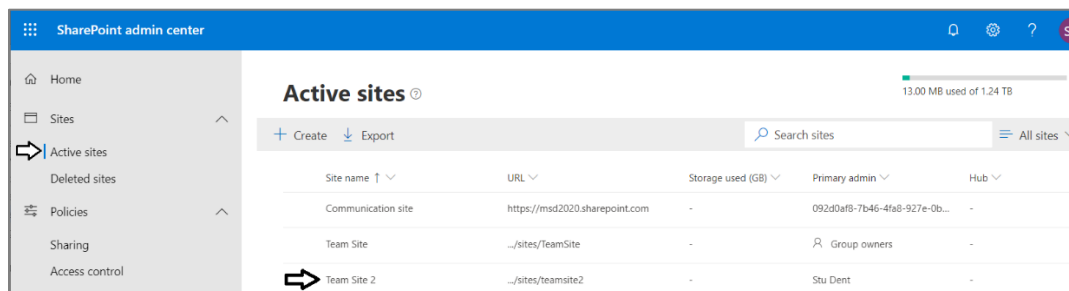 SharePoint admin center
?
S
Home
Active sites
13.00 MB used of 1.24 TB
Sites
Create Export Search sites All sites
Active sites
Deleted sites
Site name ↑ URL Storage used (GB) Primary admin Hub
Policies
Communication site https://msd2020.sharepoint.com - 092d0af8-7b46-4fa8-927e-0b... -
Sharing
Team Site .../sites/TeamSite - Group owners -
Access control
Team Site 2 .../sites/teamsite2 - Stu Dent -